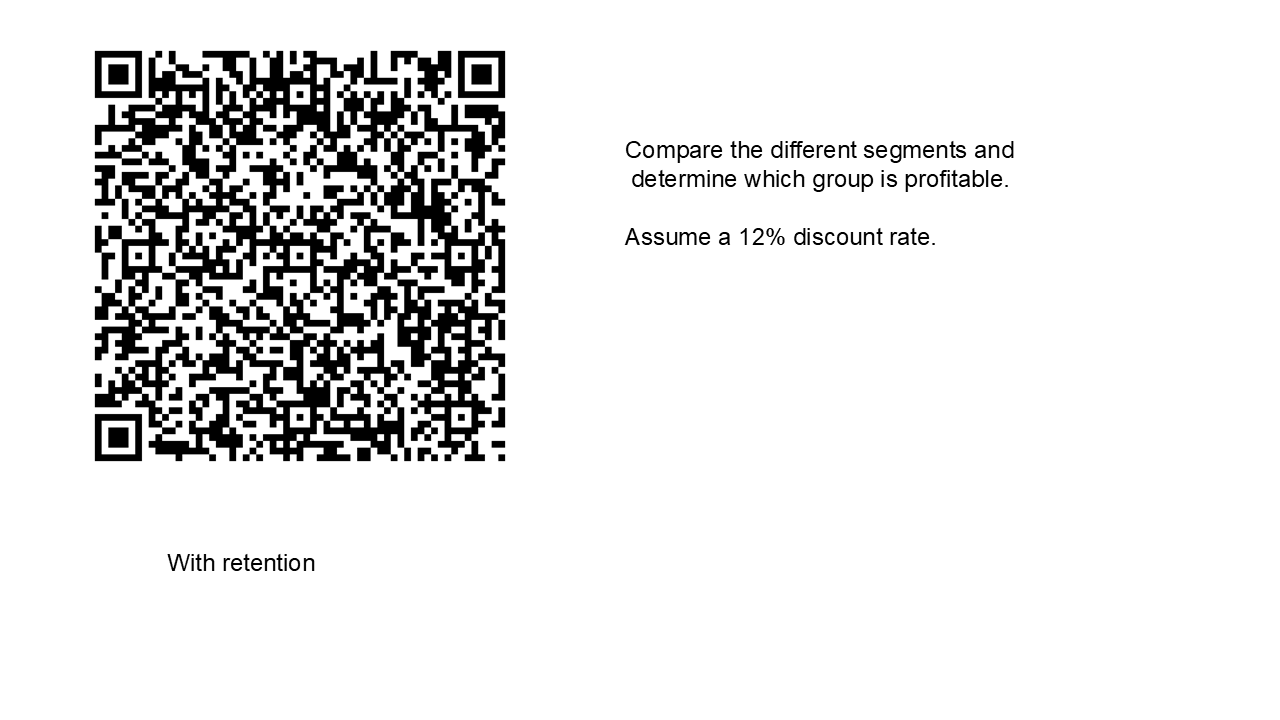 Compare the different segments and
determine which group is profitable.
Assume a 12% discount rate.
With retention